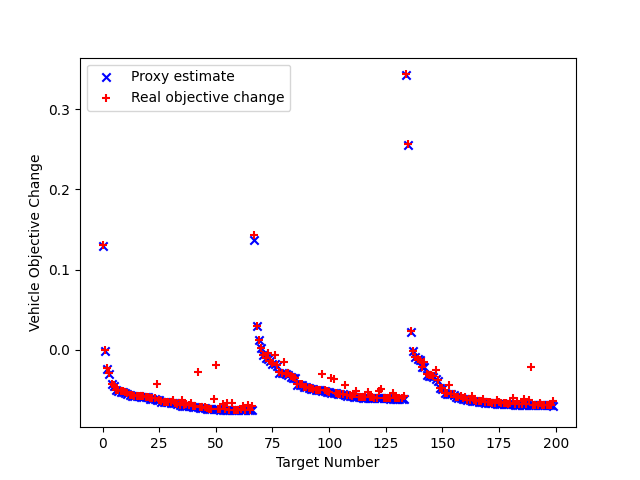 Proxy estimate
Real objective change
Vehicle Objective Change
0.3
0.2
0.1
0.0
0 25 50 75 100 125 150 175 200
Target Number